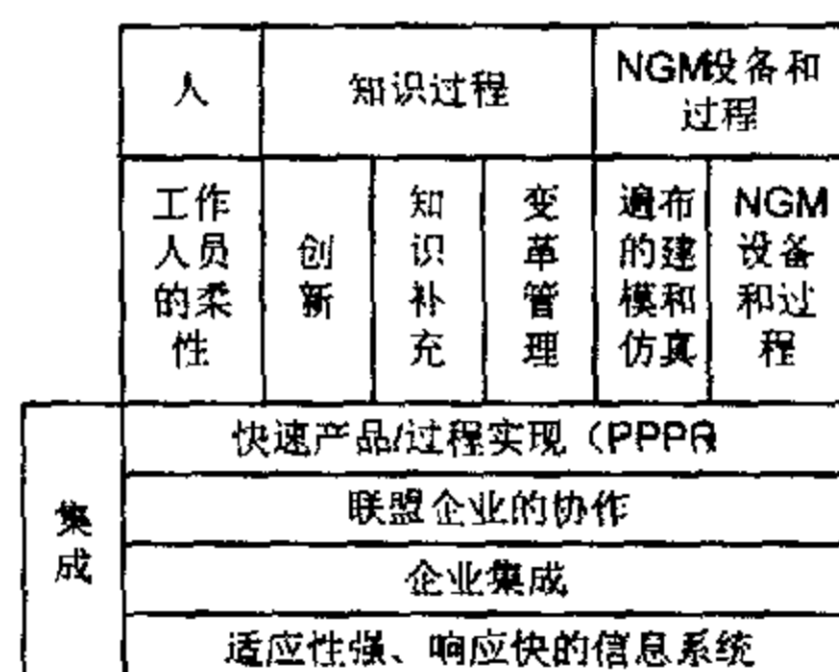 人
知识过程
NGM设备和
过程
工作
人员
的柔
性
创
新
知
识
补
充
变
革
管
理
遍布
的建
模和
仿真
NGM
设备
和过
程
集
成
快速产品/过程实现（PPPR
联盟企业的协作
企业集成
适应性强、响应快的信息系统